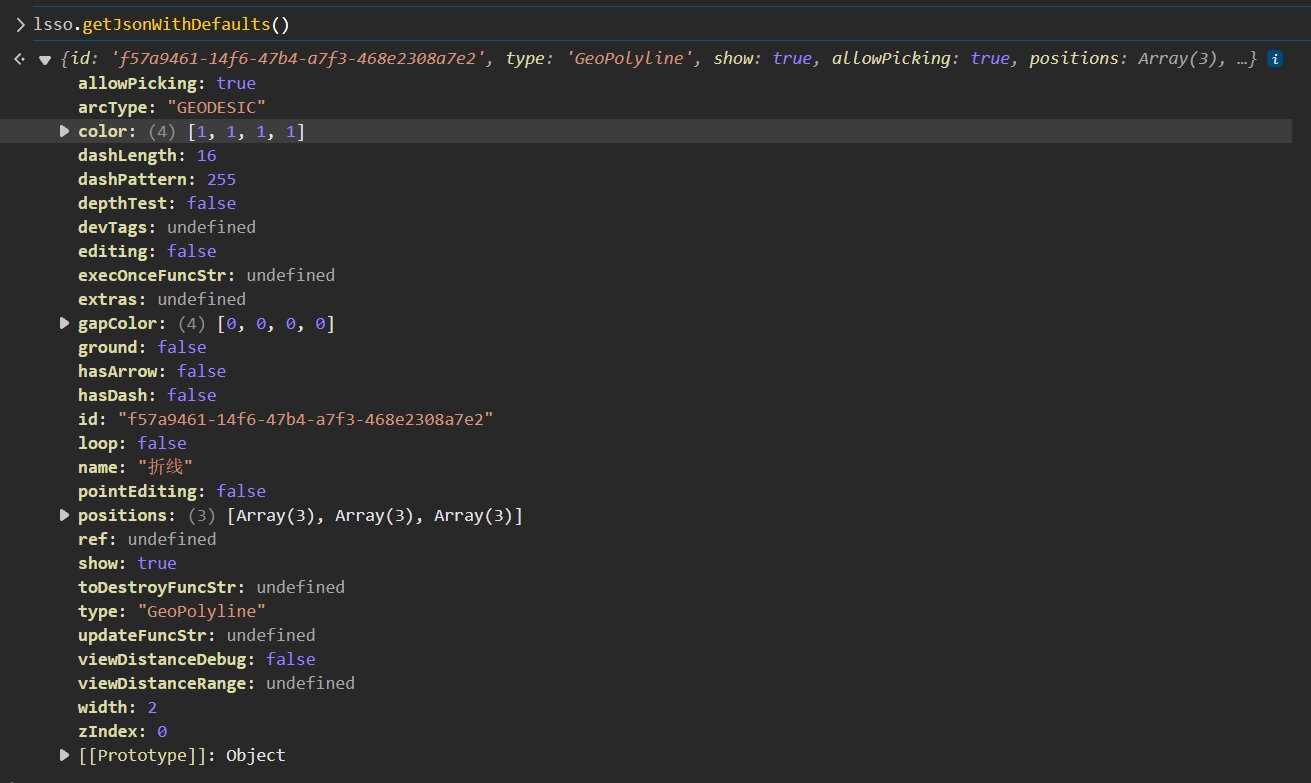 > lsso.getJsonWithDefaults()
{id: 'f57a9461-14f6-47b4-a7f3-468e2308a7e2', type: 'GeoPolyline', show: true, allowPicking: true, positions: Array(3), …} i
allowPicking: true
arcType: "GEODESIC"
color: (4) [1, 1, 1, 1]
dashLength: 16
dashPattern: 255
depthTest: false
devTags: undefined
editing: false
execOnceFuncStr: undefined
extras: undefined
gapColor: (4) [0, 0, 0, 0]
ground: false
hasArrow: false
hasDash: false
id: "f57a9461-14f6-47b4-a7f3-468e2308a7e2"
loop: false
name: "折线"
pointEditing: false
positions: (3) [Array(3), Array(3), Array(3)]
ref: undefined
show: true
toDestroyFuncStr: undefined
type: "GeoPolyline"
updateFuncStr: undefined
viewDistanceDebug: false
viewDistanceRange: undefined
width: 2
zIndex: 0
[[Prototype]]: Object